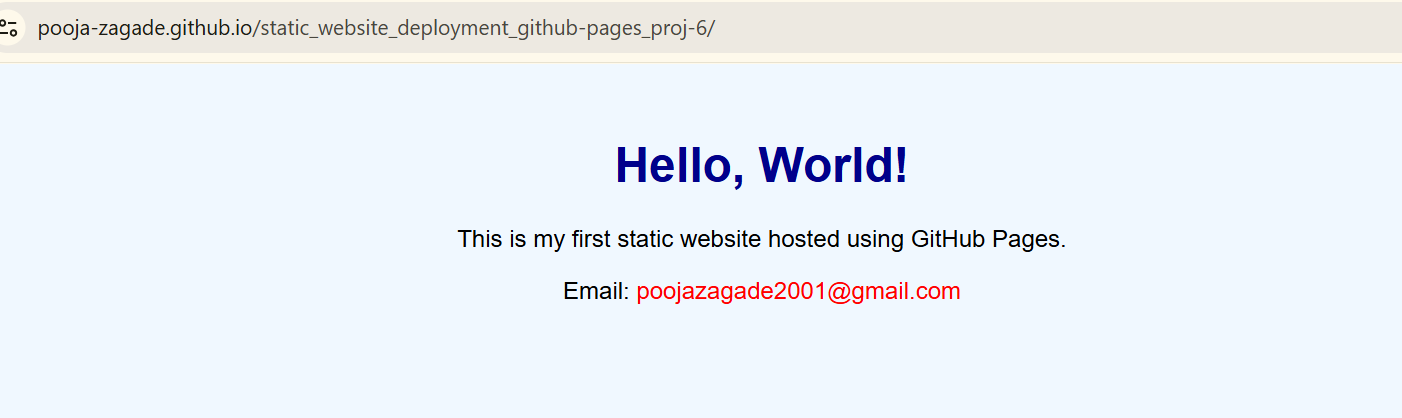 pooja-zagade.github.io/static_website_deployment_github-pages_proj-6/
Hello, World!
This is my first static website hosted using GitHub Pages.
Email: poojazagade2001@gmail.com